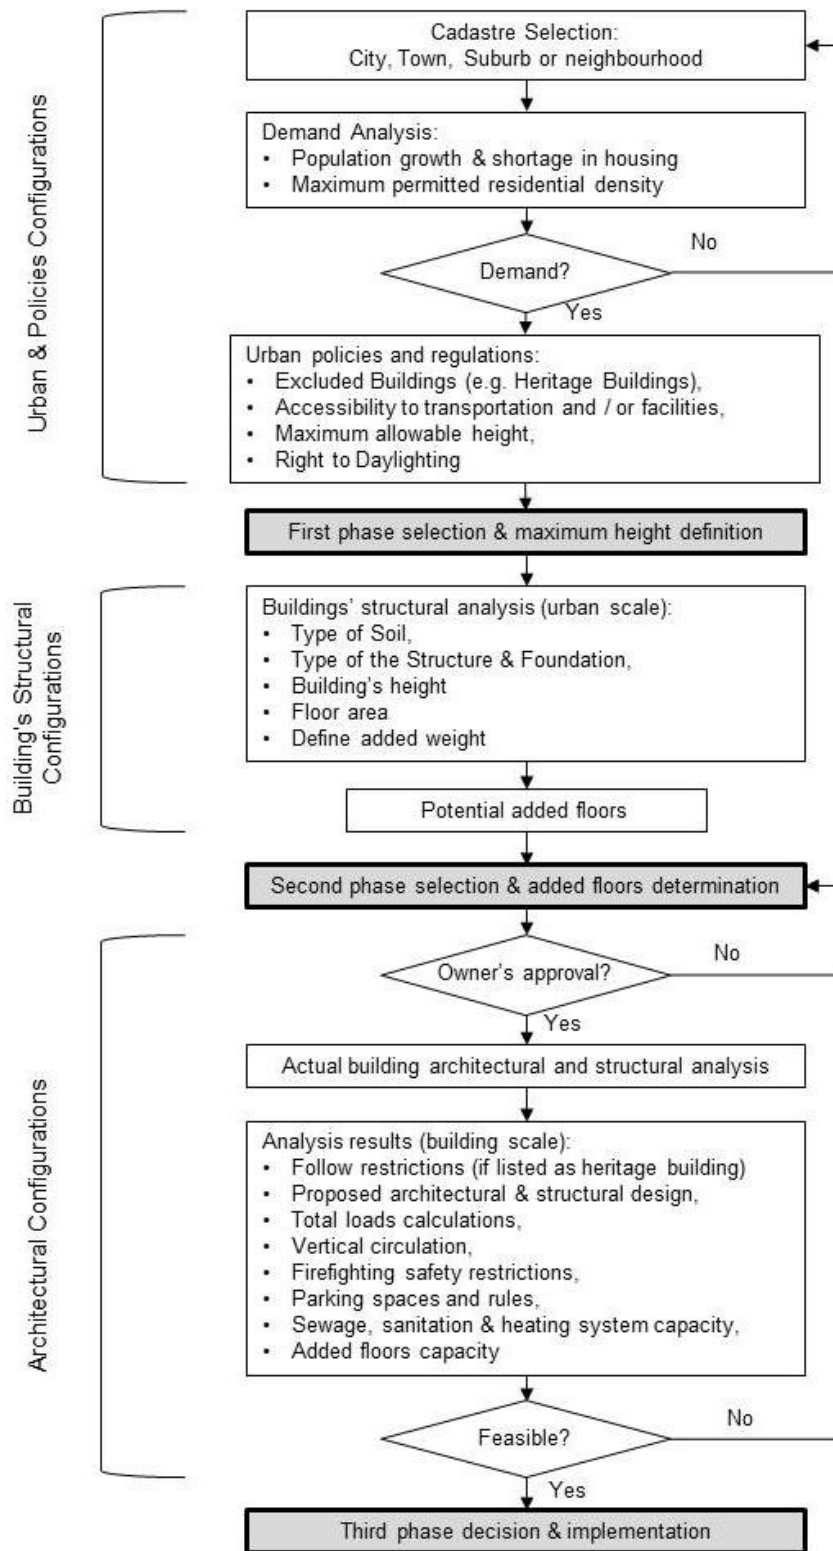 Urban & Policies Configurations
Cadastre Selection:
City, Town, Suburb or neighbourhood
Demand Analysis:
• Population growth & shortage in housing
• Maximum permitted residential density
Demand?
No
Yes
Urban policies and regulations:
• Excluded Buildings (e.g. Heritage Buildings),
• Accessibility to transportation and / or facilities,
• Maximum allowable height,
• Right to Daylighting
First phase selection & maximum height definition
Building's Structural
Configurations
Buildings’ structural analysis (urban scale):
• Type of Soil,
• Type of the Structure & Foundation,
• Building’s height
• Floor area
• Define added weight
Potential added floors
Second phase selection & added floors determination
Architectural Configurations
Owner’s approval?
No
Yes
Actual building architectural and structural analysis
Analysis results (building scale):
• Follow restrictions (if listed as heritage building)
• Proposed architectural & structural design,
• Total loads calculations,
• Vertical circulation,
• Firefighting safety restrictions,
• Parking spaces and rules,
• Sewage, sanitation & heating system capacity,
• Added floors capacity
Feasible?
No
Yes
Third phase decision & implementation